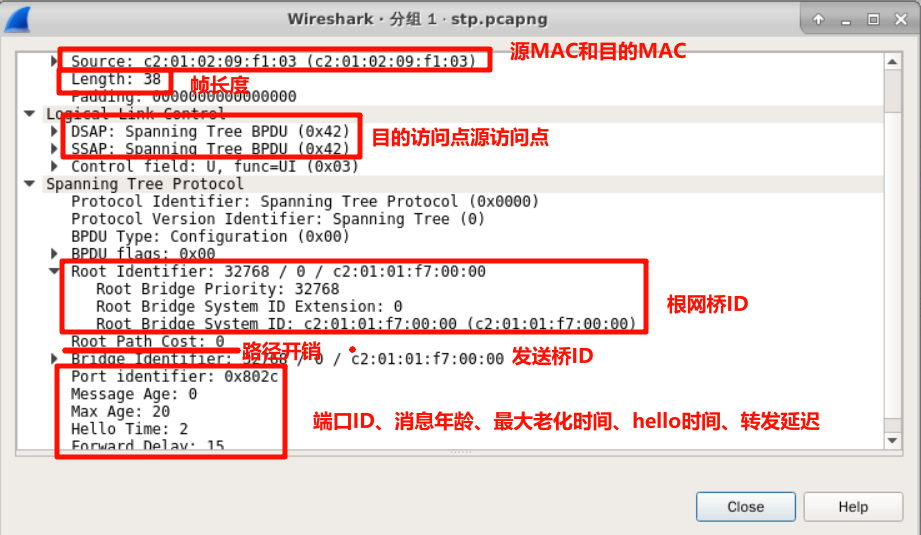 Wireshark · 分组 1 · stp.pcapng
Source: c2:01:02:09:f1:03 (c2:01:02:09:f1:03)
源MAC和目的MAC
Length: 38
帧长度
Padding: 0000000000000000
Logical Link Control
DSAP: Spanning Tree BPDU (0x42)
目的访问点源访问点
SSAP: Spanning Tree BPDU (0x42)
Control field: U, func=UI (0x03)
Spanning Tree Protocol
Protocol Identifier: Spanning Tree Protocol (0x0000)
Protocol Version Identifier: Spanning Tree (0)
BPDU Type: Configuration (0x00)
BPDU flags: 0x00
Root Identifier: 32768 / 0 / c2:01:01:f7:00:00
Root Bridge Priority: 32768
Root Bridge System ID Extension: 0
根网桥ID
Root Bridge System ID: c2:01:01:f7:00:00 (c2:01:01:f7:00:00)
Root Path Cost: 0
路径开销
Bridge Identifier: 32768 / 0 / c2:01:01:f7:00:00
发送桥ID
Port identifier: 0x802c
Message Age: 0
Max Age: 20
Hello Time: 2
端口ID、消息年龄、最大老化时间、hello时间、转发延迟
Forward Delay: 15
Close
Help